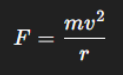 F = mv²/r